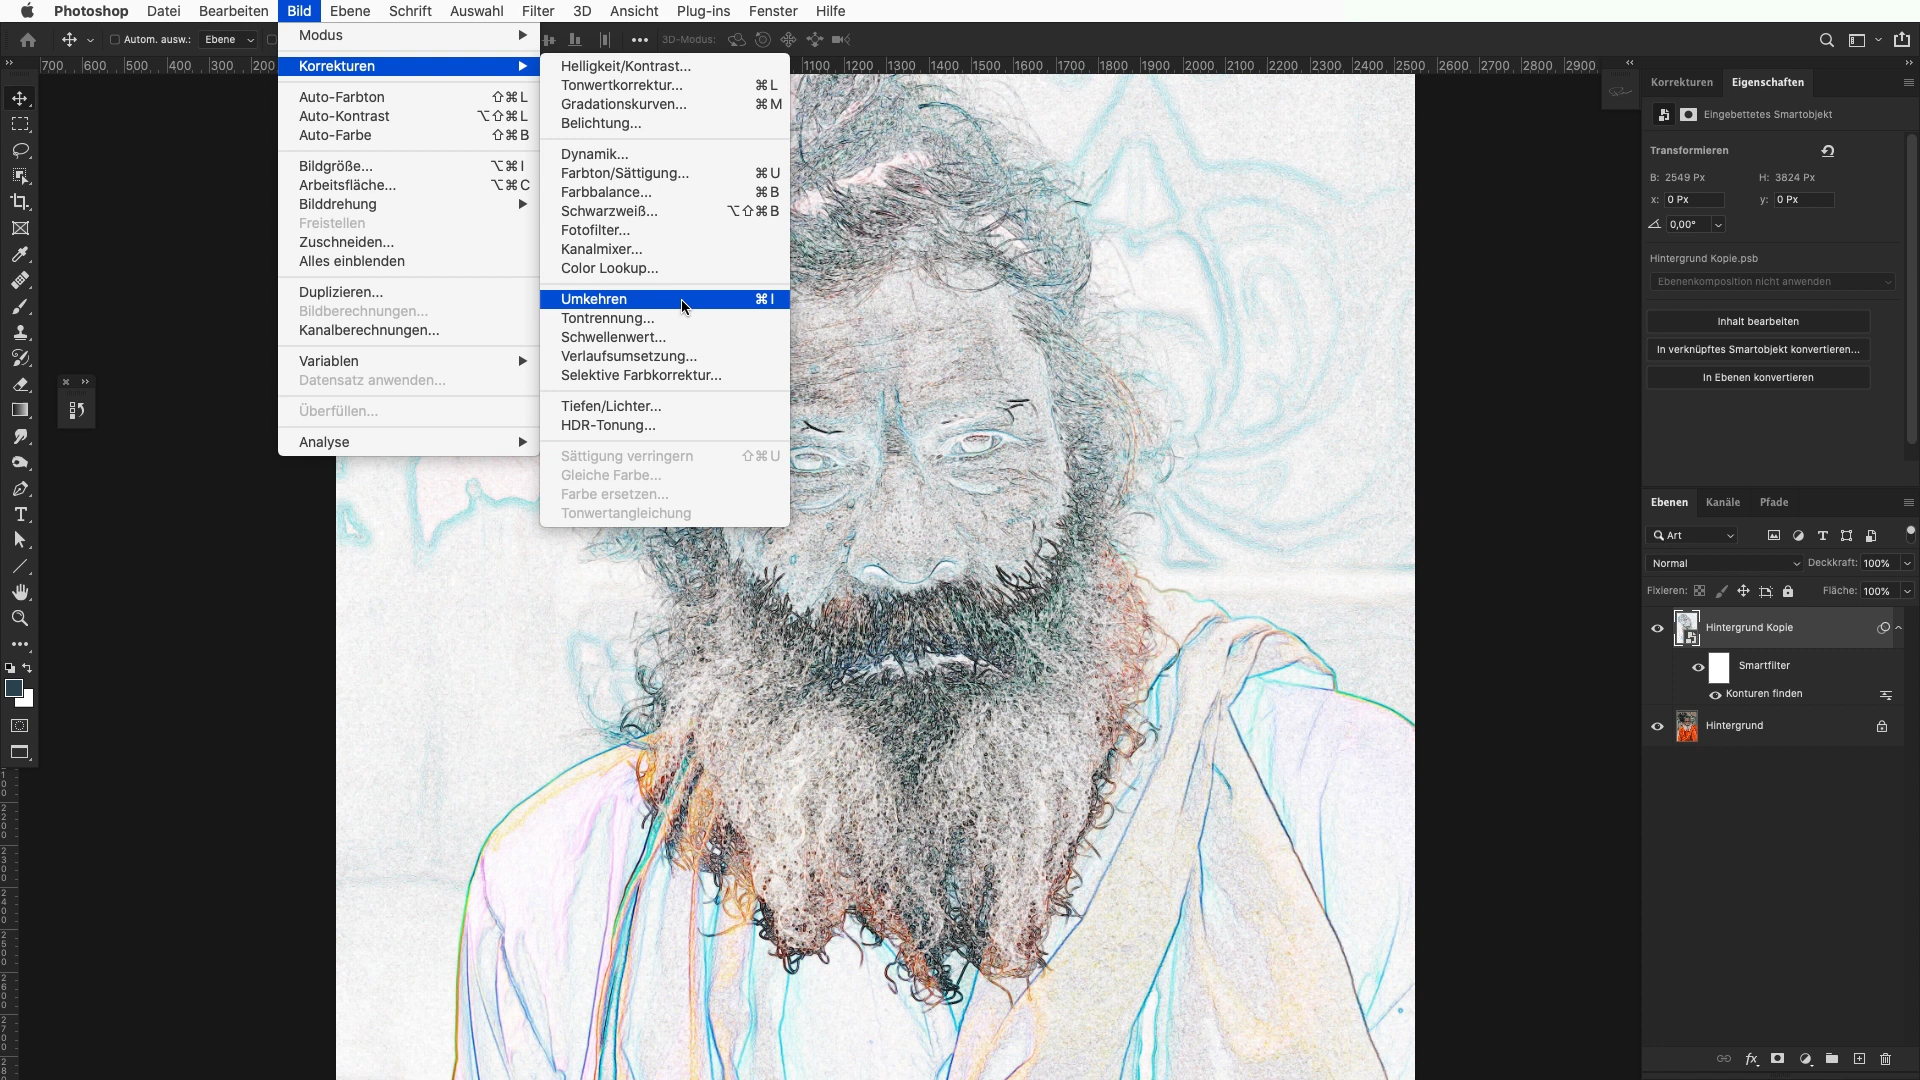 Photoshop Datei Bearbeiten Bild Ebene Schrift Auswahl Filter 3D Ansicht Plug-ins Fenster Hilfe
Autom. ausw.: Ebene 3D-Modus:
700 600 500 400 300 200 1100 1200 1300 1400 1500 1600 1700 1800 1900 2000 2100 2200 2300 2400 2500 2600 2700 2800 2900
Modus
Korrekturen
Auto-Farbton ⇧⌘L
Auto-Kontrast ⌥⇧⌘L
Auto-Farbe ⇧⌘B
Bildgröße... ⌥⌘I
Arbeitsfläche... ⌥⌘C
Bilddrehung
Freistellen
Zuschneiden...
Alles einblenden
Duplizieren...
Bildberechnungen...
Kanalberechnungen...
Variablen
Datensatz anwenden...
Überfüllen...
Analyse
Helligkeit/Kontrast...
Tonwertkorrektur... ⌘L
Gradationskurven... ⌘M
Belichtung...
Dynamik...
Farbton/Sättigung... ⌘U
Farbbalance... ⌘B
Schwarzweiß... ⌥⇧⌘B
Fotofilter...
Kanalmixer...
Color Lookup...
Umkehren ⌘I
Tontrennung...
Schwellenwert...
Verlaufsumsetzung...
Selektive Farbkorrektur...
Tiefen/Lichter...
HDR-Tonung...
Sättigung verringern ⇧⌘U
Gleiche Farbe...
Farbe ersetzen...
Tonwertangleichung
Korrekturen Eigenschaften
Eingebettetes Smartobjekt
Transformieren
B: 2549 Px H: 3824 Px
x: 0 Px y: 0 Px
0,00°
Hintergrund Kopie.psb
Ebenenkomposition nicht anwenden
Inhalt bearbeiten
In verknüpftes Smartobjekt konvertieren...
In Ebenen konvertieren
Ebenen Kanäle Pfade
Art
Normal Deckkraft: 100%
Fixieren: Fläche: 100%
Hintergrund Kopie
Smartfilter
Konturen finden
Hintergrund